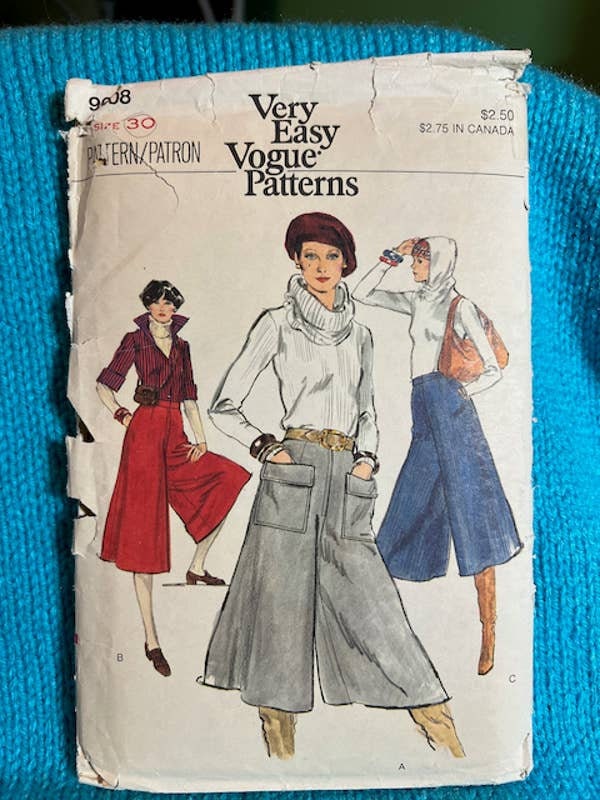 SIZE 30
PATTERN/PATRON
Very
Easy
Vogue
Patterns
$2.50
$2.75 IN CANADA
B
C
A